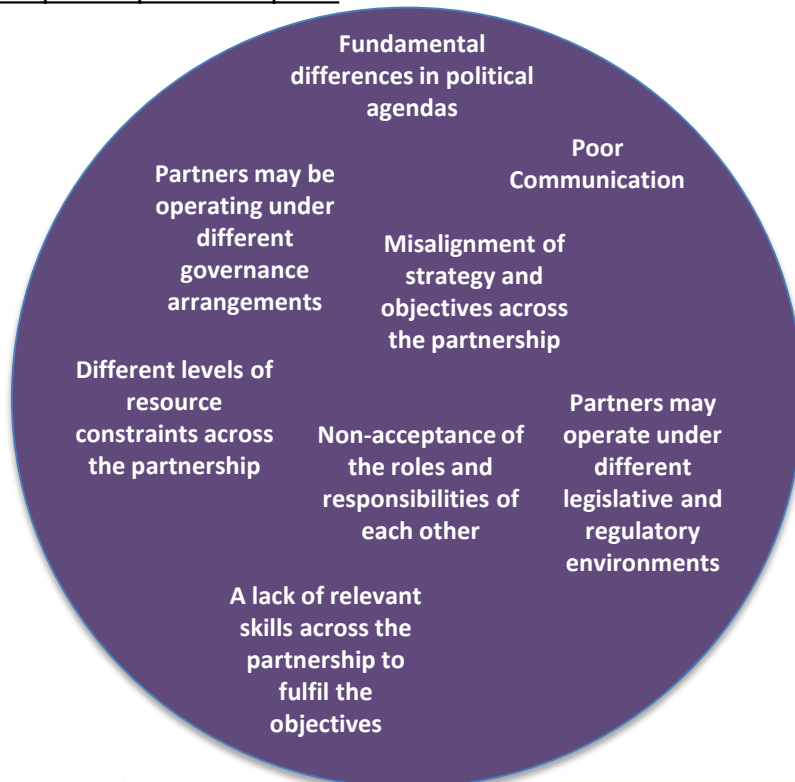 Fundamental
differences in political
agendas
Poor
Communication
Partners may be
operating under
different
governance
arrangements
Misalignment of
strategy and
objectives across
the partnership
Different levels of
resource
constraints across
the partnership
Non-acceptance of
the roles and
responsibilities of
each other
Partners may
operate under
different
legislative and
regulatory
environments
A lack of relevant
skills across the
partnership to
fulfil the
objectives